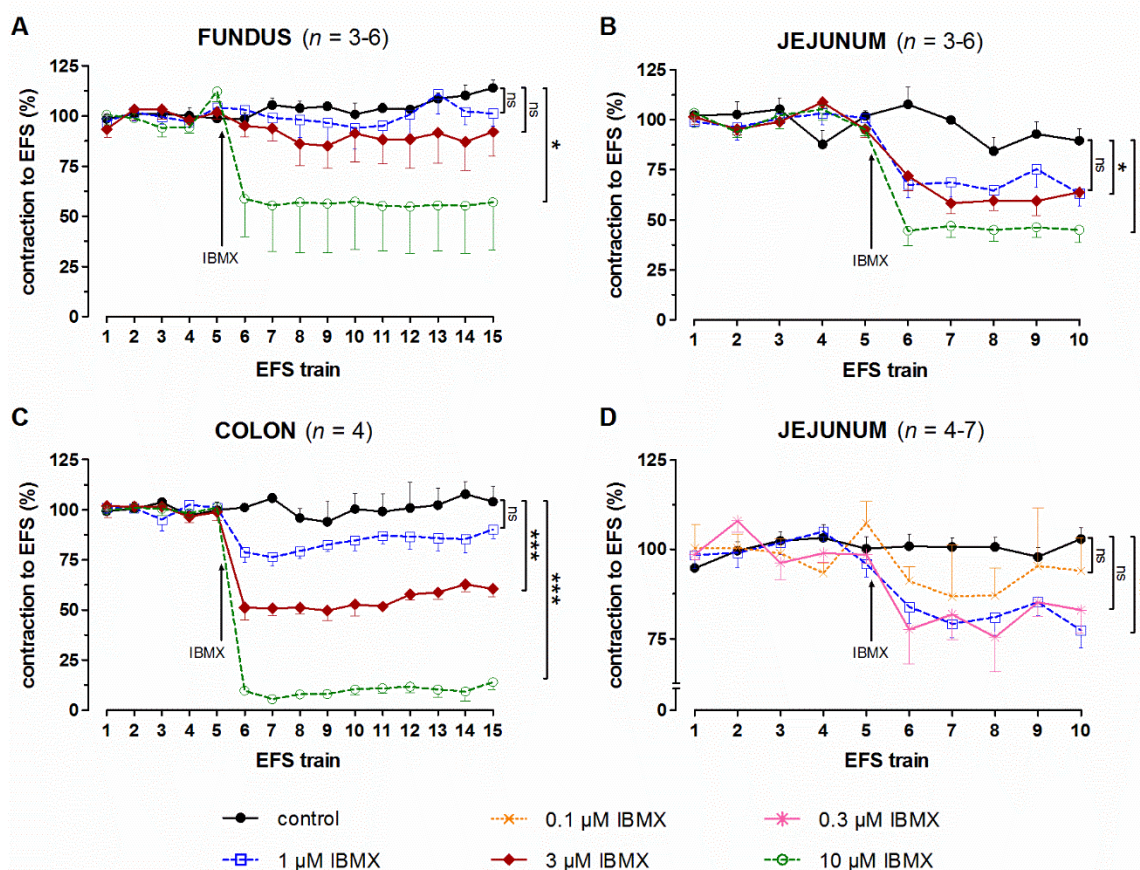 A
FUNDUS (n = 3-6)
contraction to EFS (%)
125
100
75
50
25
0
IBMX
ns
ns
*
1 2 3 4 5 6 7 8 9 10 11 12 13 14 15
EFS train
B
JEJUNUM (n = 3-6)
contraction to EFS (%)
125
100
75
50
25
0
IBMX
ns
*
1 2 3 4 5 6 7 8 9 10
EFS train
C
COLON (n = 4)
contraction to EFS (%)
125
100
75
50
25
0
IBMX
ns
***
***
1 2 3 4 5 6 7 8 9 10 11 12 13 14 15
EFS train
D
JEJUNUM (n = 4-7)
contraction to EFS (%)
125
100
75
0
IBMX
ns
ns
1 2 3 4 5 6 7 8 9 10
EFS train
control
0.1 µM IBMX
0.3 µM IBMX
1 µM IBMX
3 µM IBMX
10 µM IBMX